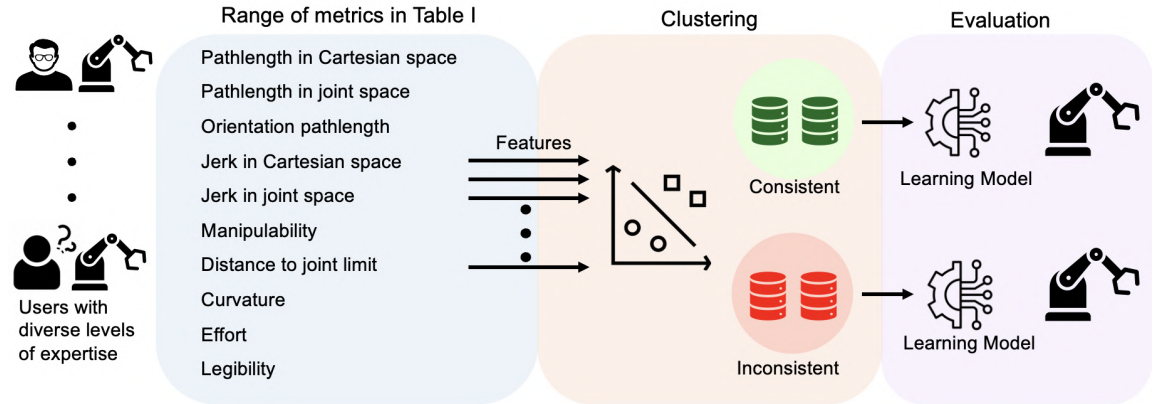 Range of metrics in Table I
Clustering
Evaluation
Pathlength in Cartesian space
Pathlength in joint space
Orientation pathlength
Jerk in Cartesian space
Jerk in joint space
Manipulability
Distance to joint limit
Curvature
Effort
Legibility
Users with
diverse levels
of expertise
Features
Consistent
Inconsistent
Learning Model
Learning Model